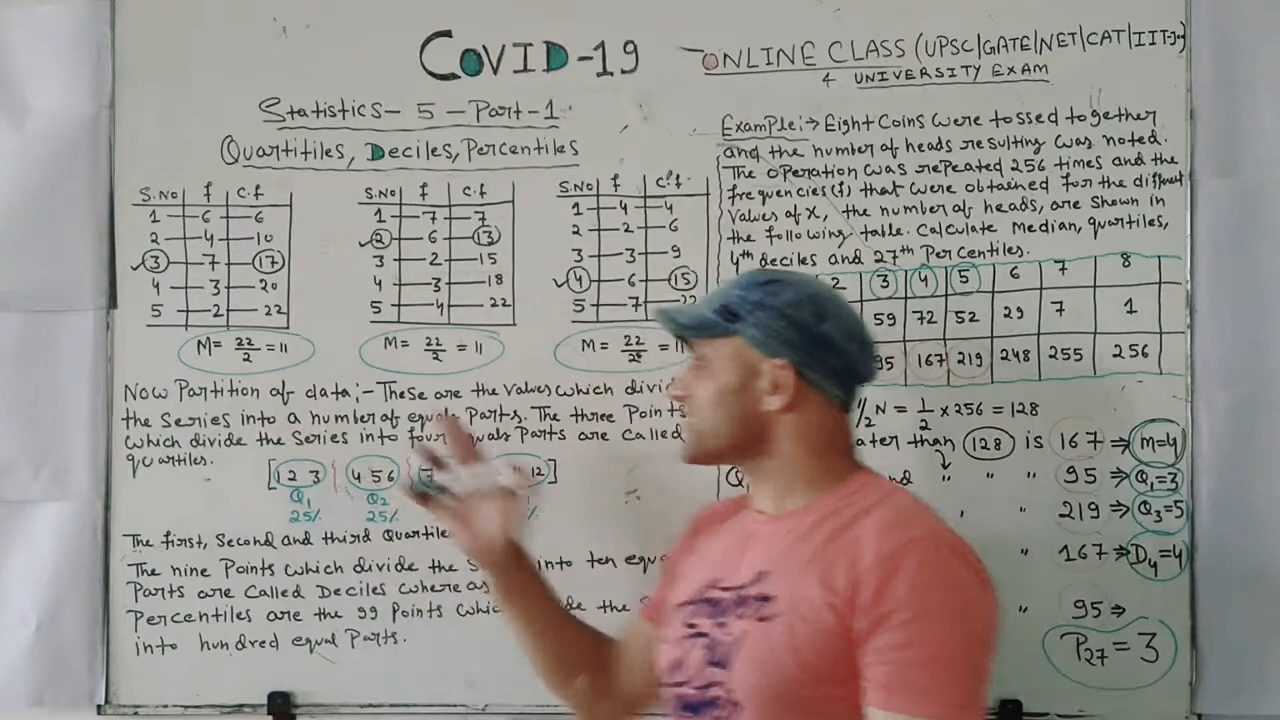 COVID-19
ONLINE CLASS (UPSC/GATE/NET/CAT/IIT-J
& UNIVERSITY EXAM
Statistics - 5 - Part - 1
Quartitiles, Deciles, Percentiles
S.No f c.f
1 6 6
2 4 10
3 7 17
4 3 20
5 2 22
M = 22/2 = 11
S.No f c.f
1 7 7
2 6 13
3 2 15
4 3 18
5 4 22
M = 22/2 = 11
S.No f c.f.
1 4 4
2 2 6
3 3 9
4 4 15
5 7 22
M = 22/2 = 11
Now Partition of data:- These are the Values which divid
the Series into a number of equals Parts. The three Points
which divide the Series into four equals Parts are called
quartiles.
[1 2 3 4 5 6 7 12]
Q1 Q2
25% 25% %
The first, Second and third Quartile
The nine Points which divide the S into ten equa
Parts are called Deciles where as
Percentiles are the 99 Points whic de the
into hundred equal Parts.
Example:→ Eight Coins were tossed together
and the number of heads resulting was noted.
The operation was repeated 256 times and the
frequencies (f) that were obtained for the different
Values of x, the number of heads, are shown in
the following table. Calculate Median, quartiles,
4th deciles and 27th Percentiles.
2 3 4 5 6 7 8
59 72 52 29 7 1
95 167 219 248 255 256
1/2 N = 1/2 x 256 = 128
ater than 128 is 167 ⇒ M=4
Q1 nd " " " 95 ⇒ Q1=3
" 219 ⇒ Q3=5
" 167 ⇒ D4=4
" 95 ⇒
P27 = 3